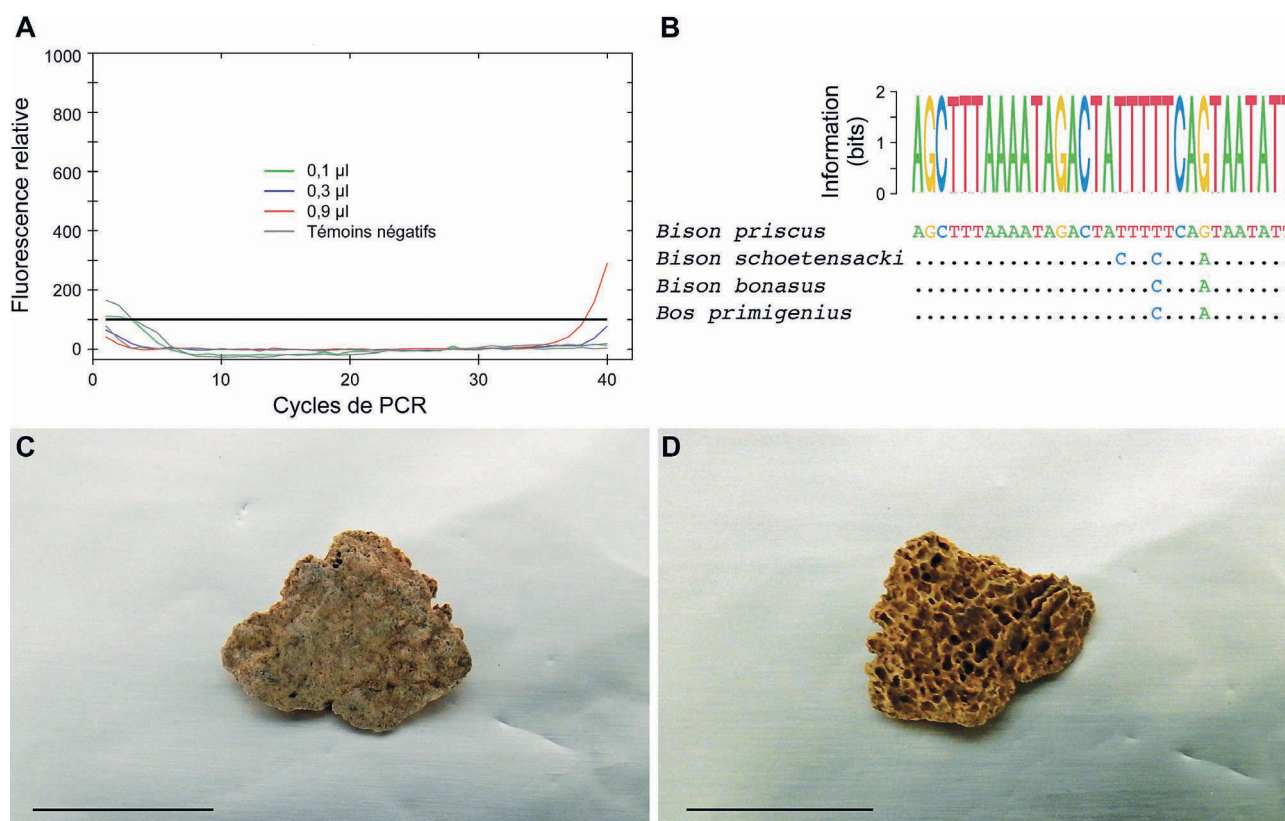 A
1000
800
600
400
200
0
Fluorescence relative
0,1 µl
0,3 µl
0,9 µl
Témoins négatifs
0 10 20 30 40
Cycles de PCR
B
2
1
0
Information
(bits)
AGCTTTAAAATAGACTATTTTTCAGTAATATT
Bison priscus AGCTTTAAAATAGACTATTTTTCAGTAATATT
Bison schoetensacki .................C..C...A.......
Bison bonasus ....................C...A.......
Bos primigenius ....................C...A.......
C
D